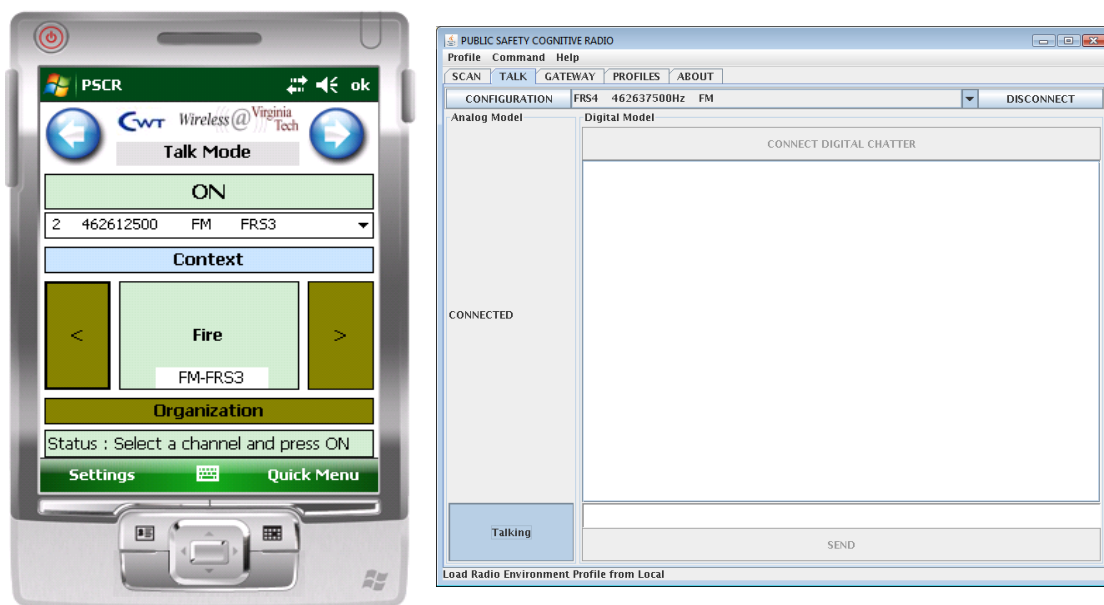 PSCR
ok
CWT Wireless@Virginia Tech
Talk Mode
ON
2 462612500 FM FRS3
Context
<
Fire
>
FM-FRS3
Organization
Status : Select a channel and press ON
Settings
Quick Menu
PUBLIC SAFETY COGNITIVE RADIO
Profile Command Help
SCAN TALK GATEWAY PROFILES ABOUT
CONFIGURATION FRS4 462637500Hz FM DISCONNECT
Analog Model Digital Model
CONNECT DIGITAL CHATTER
CONNECTED
Talking
SEND
Load Radio Environment Profile from Local